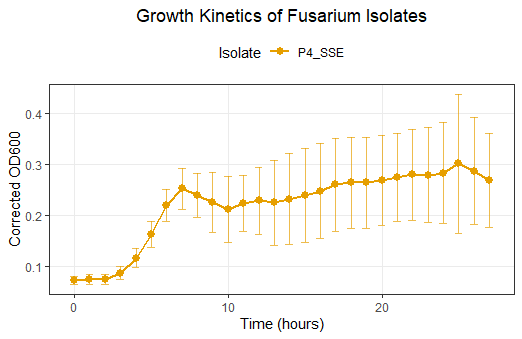 Growth Kinetics of Fusarium Isolates
Isolate P4_SSE
Corrected OD600
0.4
0.3
0.2
0.1
0 10 20
Time (hours)